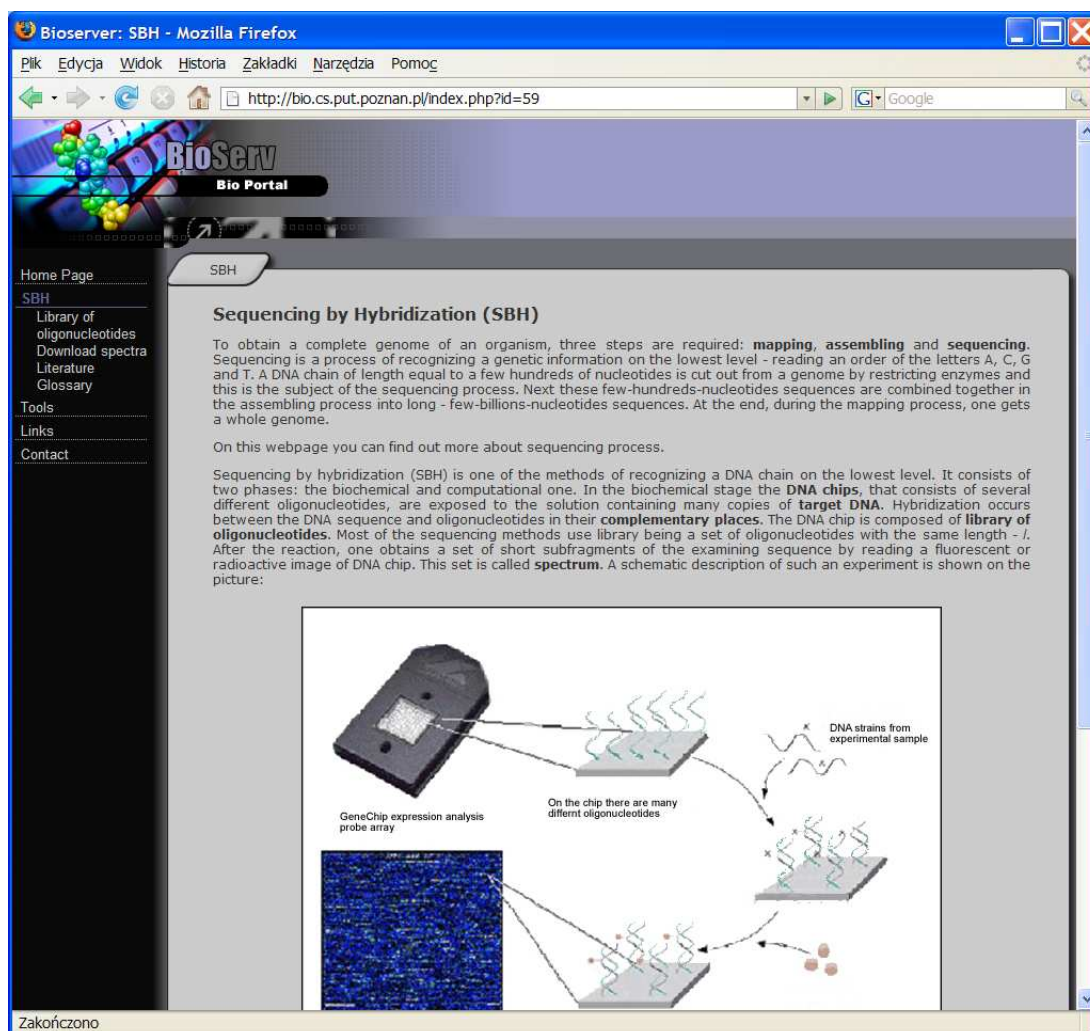 Bioserver: SBH - Mozilla Firefox
Plik Edycja Widok Historia Zakładki Narzędzia Pomoc
http://bio.cs.put.poznan.pl/index.php?id=59
G Google
BioServ
Bio Portal
Home Page
SBH
Library of
oligonucleotides
Download spectra
Literature
Glossary
Tools
Links
Contact
SBH
Sequencing by Hybridization (SBH)
To obtain a complete genome of an organism, three steps are required: mapping, assembling and sequencing.
Sequencing is a process of recognizing a genetic information on the lowest level - reading an order of the letters A, C, G
and T. A DNA chain of length equal to a few hundreds of nucleotides is cut out from a genome by restricting enzymes and
this is the subject of the sequencing process. Next these few-hundreds-nucleotides sequences are combined together in
the assembling process into long - few-billions-nucleotides sequences. At the end, during the mapping process, one gets
a whole genome.
On this webpage you can find out more about sequencing process.
Sequencing by hybridization (SBH) is one of the methods of recognizing a DNA chain on the lowest level. It consists of
two phases: the biochemical and computational one. In the biochemical stage the DNA chips, that consists of several
different oligonucleotides, are exposed to the solution containing many copies of target DNA. Hybridization occurs
between the DNA sequence and oligonucleotides in their complementary places. The DNA chip is composed of library of
oligonucleotides. Most of the sequencing methods use library being a set of oligonucleotides with the same length - l.
After the reaction, one obtains a set of short subfragments of the examining sequence by reading a fluorescent or
radioactive image of DNA chip. This set is called spectrum. A schematic description of such an experiment is shown on the
picture:
DNA strains from
experimental sample
GeneChip expression analysis
probe array
On the chip there are many
differnt oligonucleotides
Zakończono